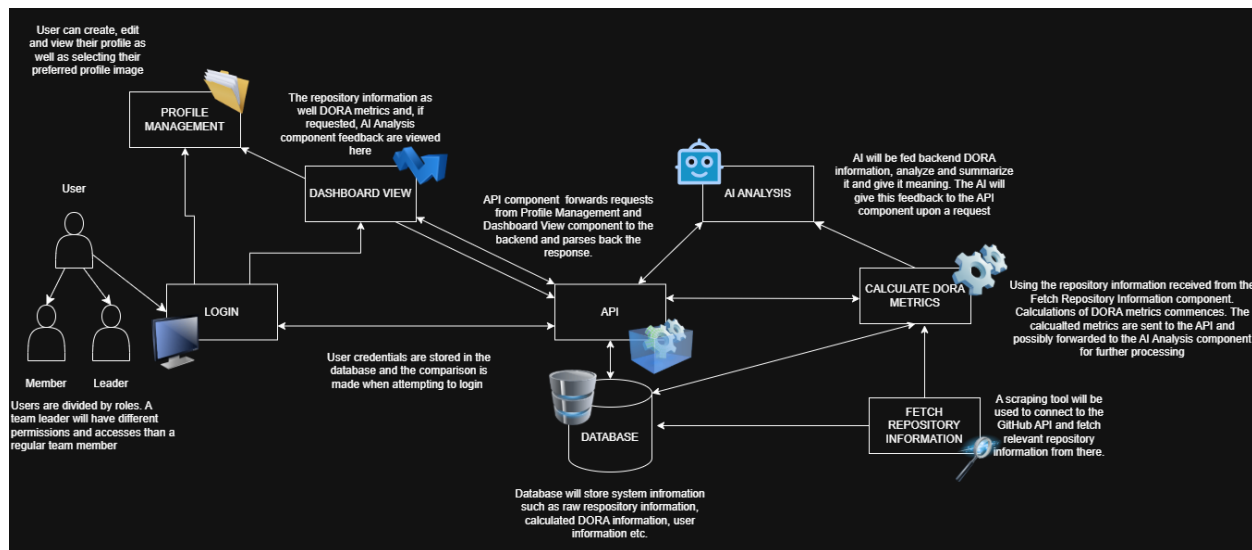 User can create, edit
and view their profile as
well as selecting their
preferred profile image
PROFILE
MANAGEMENT
The repository information as
well DORA metrics and, if
requested, AI Analysis
component feedback are viewed
here
DASHBOARD VIEW
User
Member
Leader
Users are divided by roles. A
team leader will have different
permissions and accesses than a
regular team member
LOGIN
User credentials are stored in the
database and the comparison is
made when attempting to login
API component forwards requests
from Profile Management and
Dashboard View component to the
backend and parses back the
response.
API
AI ANALYSIS
AI will be fed backend DORA
information, analyze and summarize
it and give it meaning. The AI will
give this feedback to the API
component upon a request
CALCULATE DORA
METRICS
Using the repository information received from the
Fetch Repository Information component.
Calculations of DORA metrics commences. The
calcualted metrics are sent to the API and
possibly forwarded to the AI Analysis component
for further processing
DATABASE
Database will store system infromation
such as raw respository information,
calculated DORA information, user
information etc.
FETCH
REPOSITORY
INFORMATION
A scraping tool will be
used to connect to the
GitHub API and fetch
relevant repository
information from there.